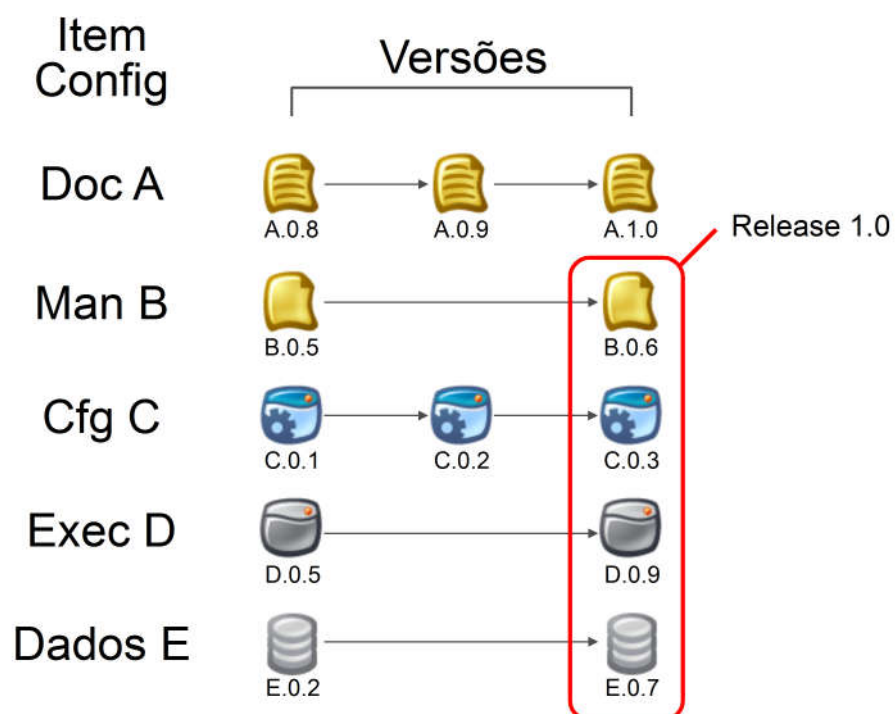 Item
Config
Versões
Doc A
A.0.8
A.0.9
A.1.0
Release 1.0
Man B
B.0.5
B.0.6
Cfg C
C.0.1
C.0.2
C.0.3
Exec D
D.0.5
D.0.9
Dados E
E.0.2
E.0.7